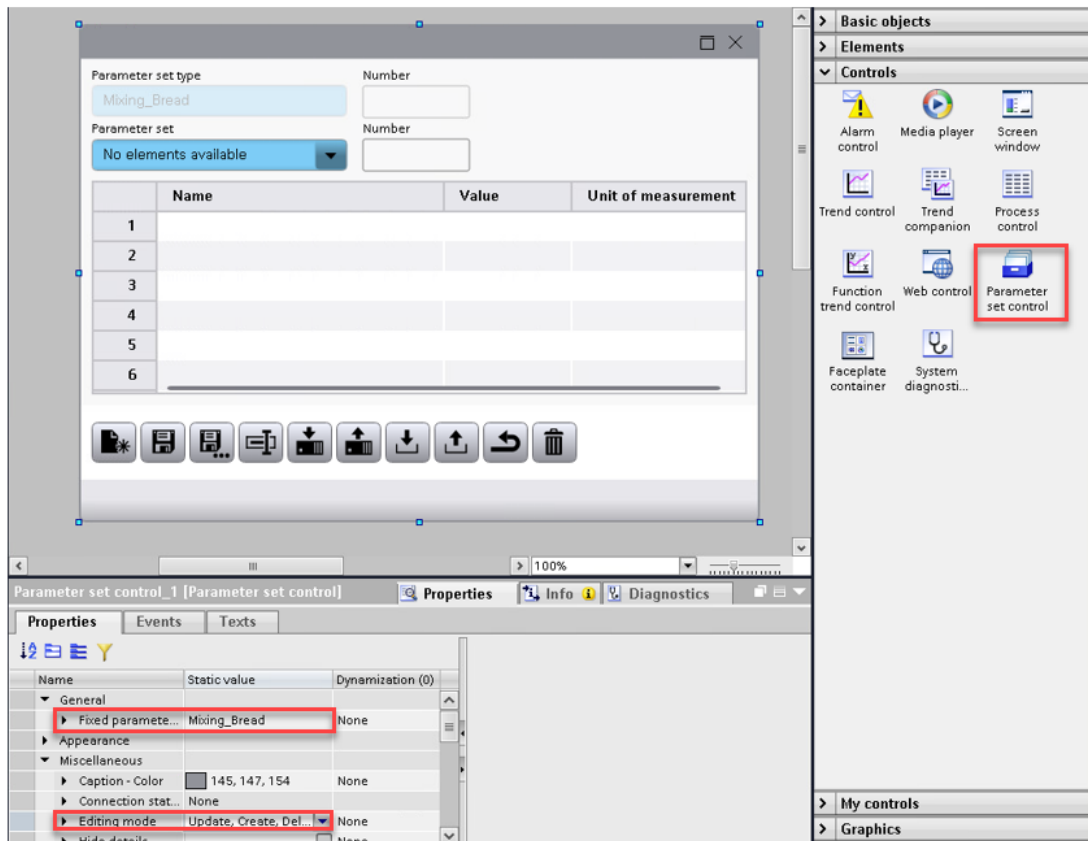 Parameter set type
Number
Mixing_Bread
Parameter set
Number
No elements available
Name Value Unit of measurement
1
2
3
4
5
6
100%
Basic objects
Elements
Controls
Alarm control
Media player
Screen window
Trend control
Trend companion
Process control
Function trend control
Web control
Parameter set control
Faceplate container
System diagnosti...
My controls
Graphics
Parameter set control_1 [Parameter set control]
Properties
Info
Diagnostics
Properties
Events
Texts
Name Static value Dynamization (0)
General
Fixed paramete... Mixing_Bread None
Appearance
Miscellaneous
Caption - Color 145, 147, 154 None
Connection stat... None
Editing mode Update, Create, Del... None
Hide details None